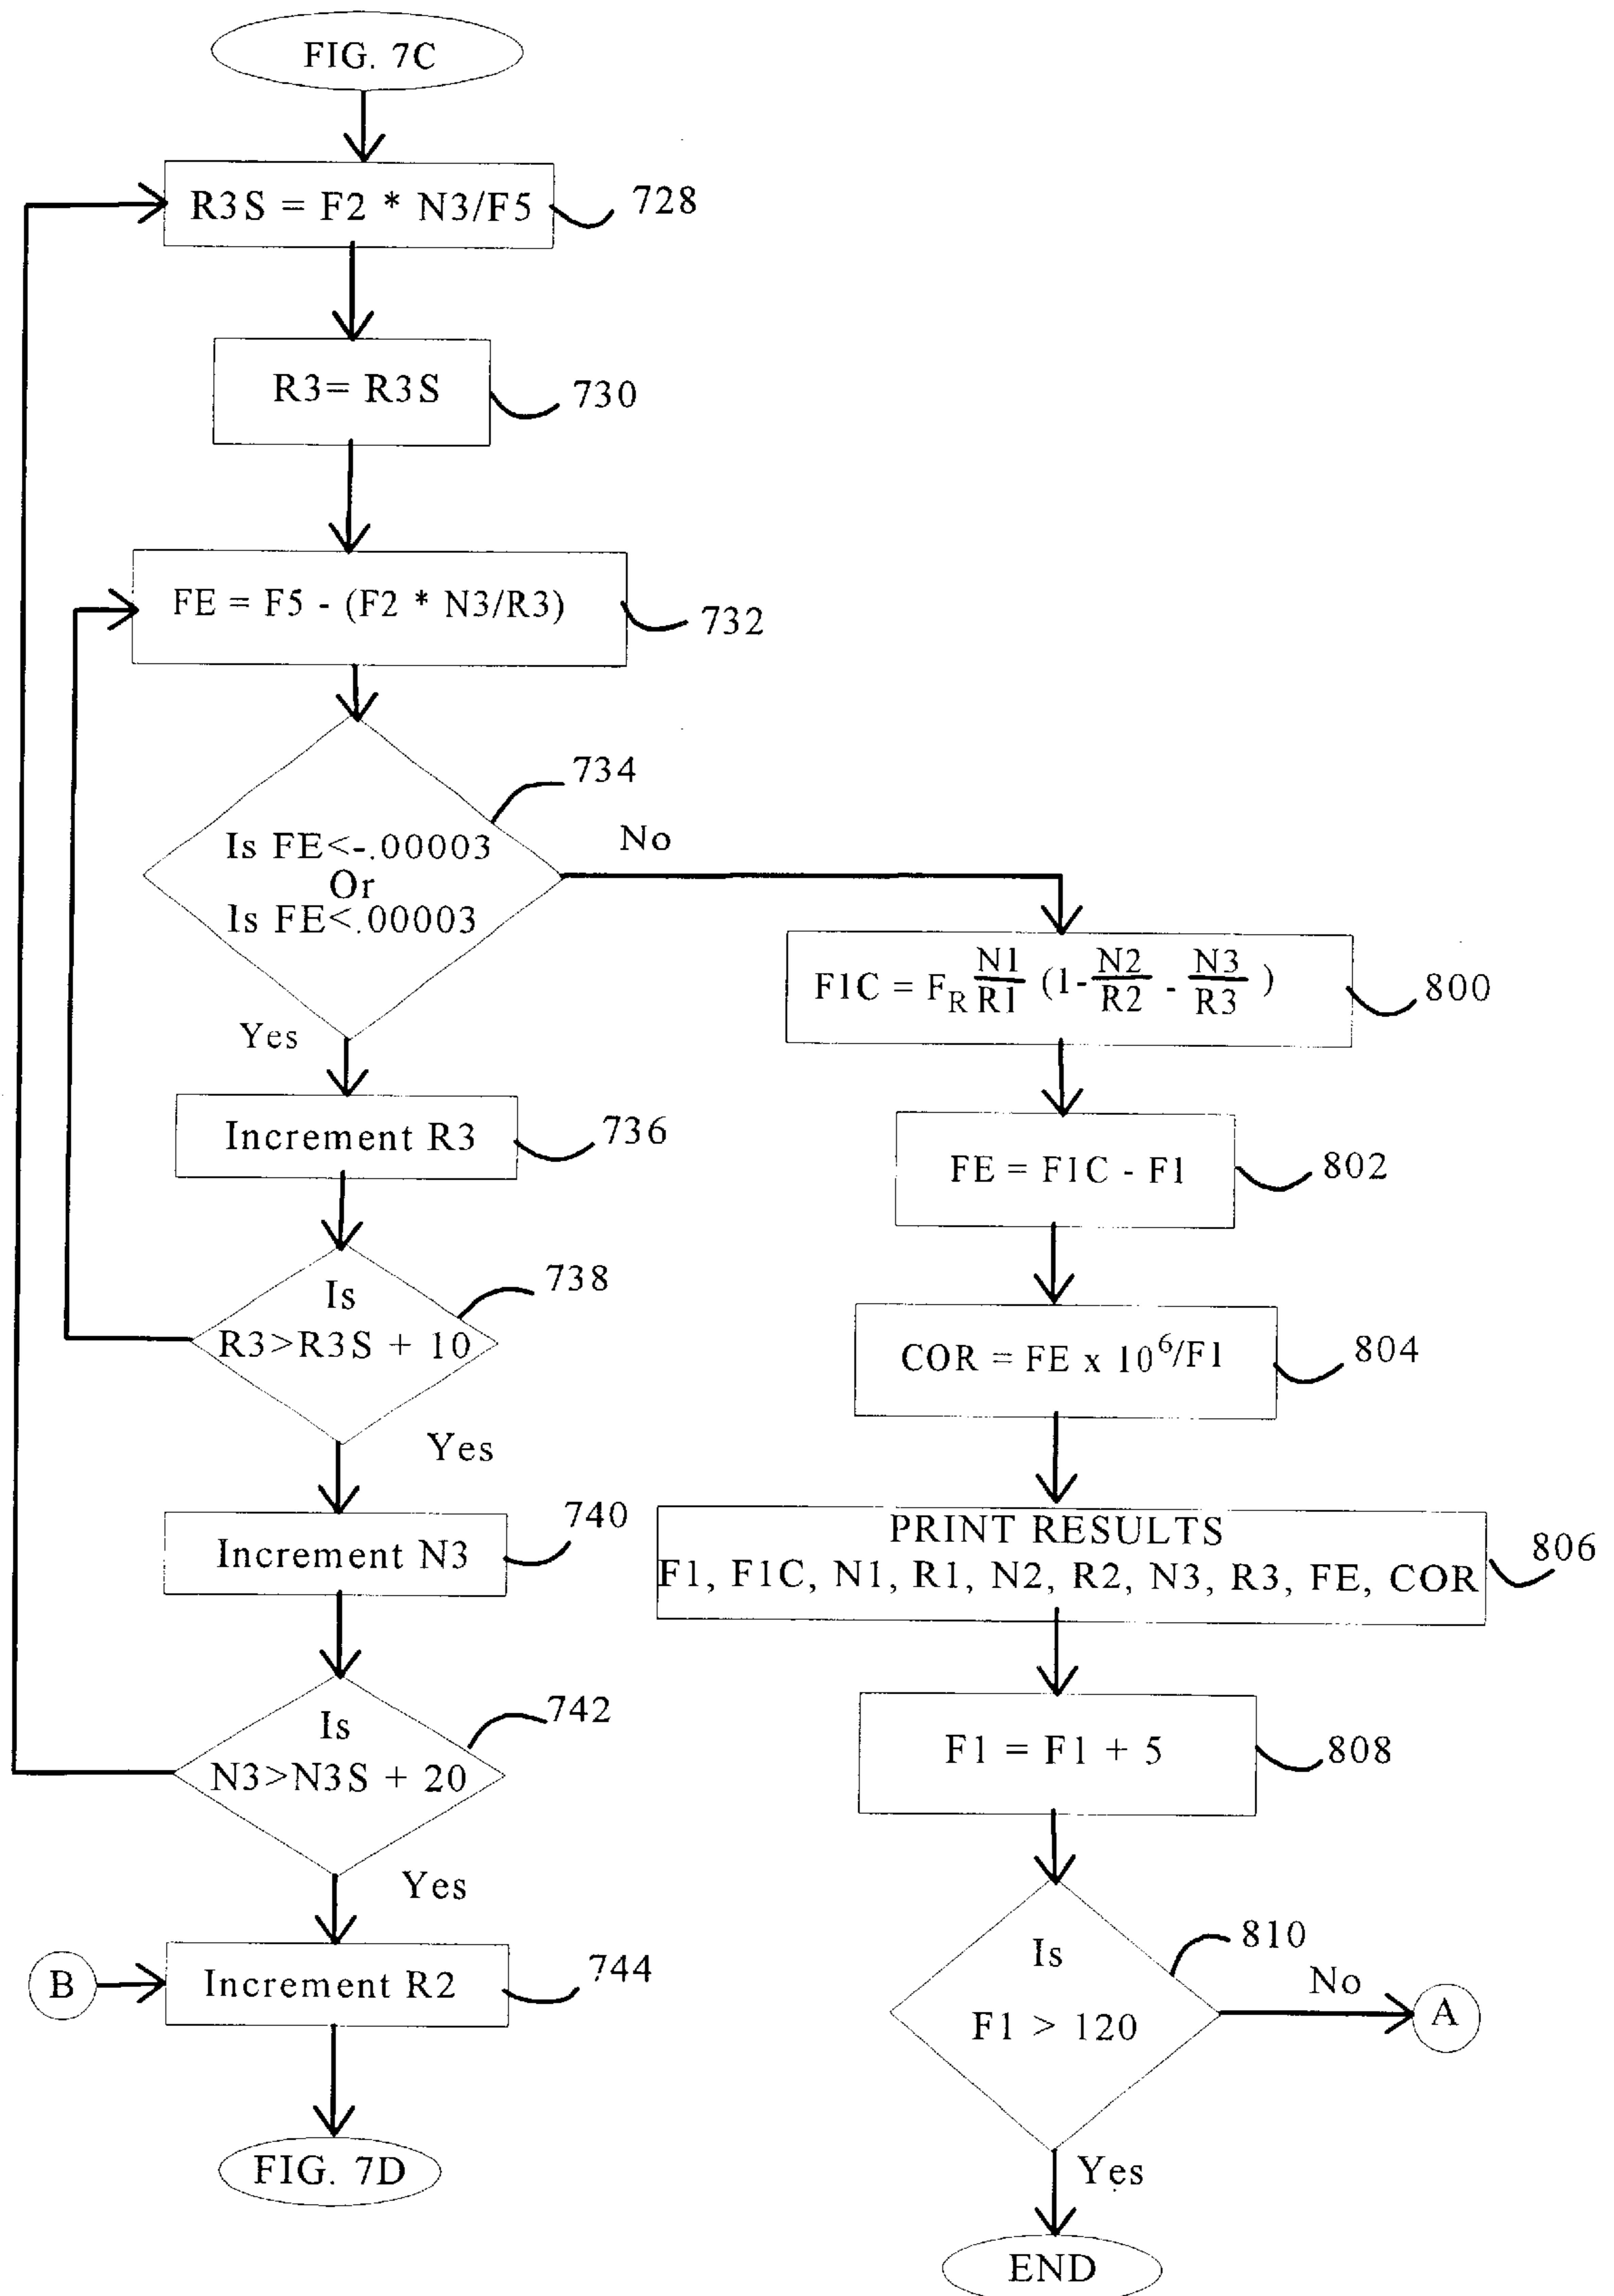 FIG. 7C
R3S = F2 * N3/F5
728
R3= R3S
730
FE = F5 - (F2 * N3/R3)
732
734
Is FE<-.00003
Or
Is FE<.00003
No
Yes
Increment R3
736
738
Is
R3>R3S + 10
Yes
Increment N3
740
742
Is
N3>N3S + 20
Yes
B
Increment R2
744
FIG. 7D
F1C = FR N1/R1 (1-N2/R2 - N3/R3 )
800
FE = F1C - F1
802
COR = FE x 10⁶/F1
804
PRINT RESULTS
F1, F1C, N1, R1, N2, R2, N3, R3, FE, COR
806
F1 = F1 + 5
808
810
Is
F1 > 120
No
A
Yes
END